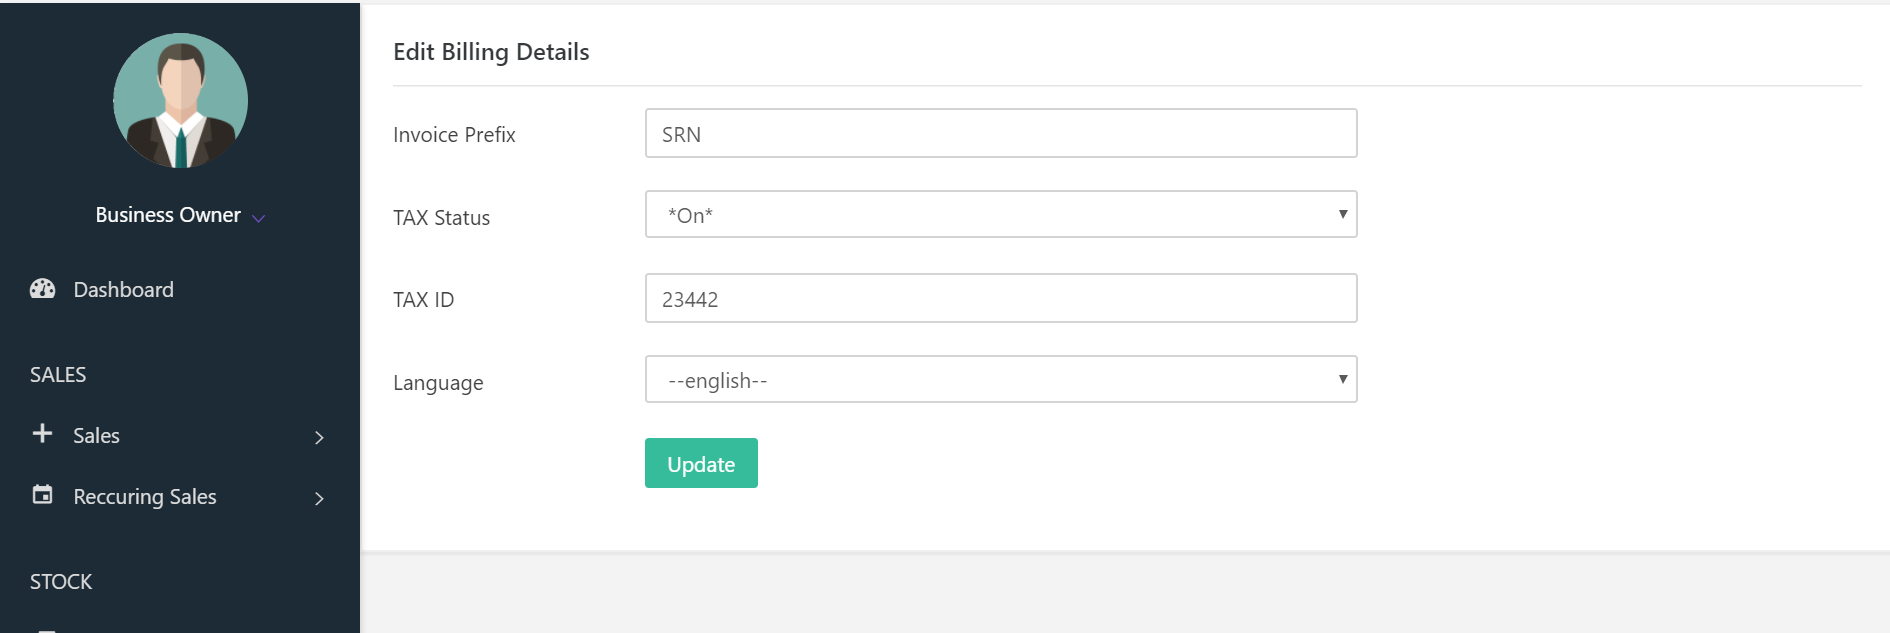 Business Owner
Dashboard
SALES
Sales
Reccuring Sales
STOCK
Edit Billing Details
Invoice Prefix
SRN
TAX Status
*On*
TAX ID
23442
Language
--english--
Update